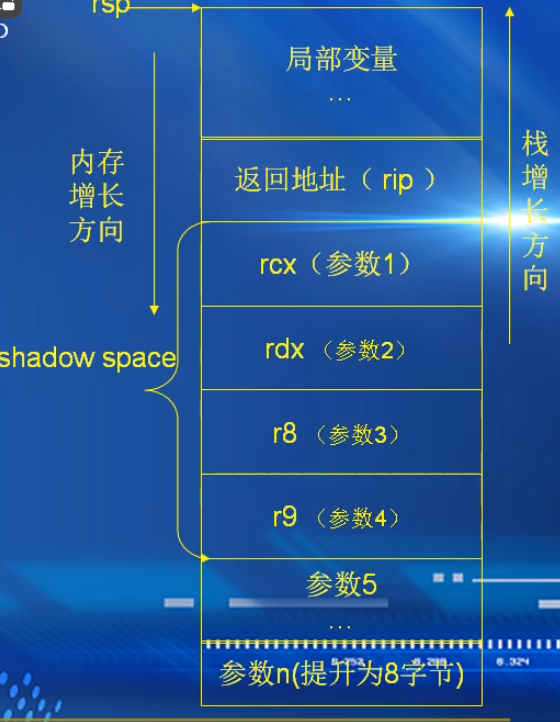 rsp
局部变量
...
内存
增长
方向
栈
增
长
方
向
返回地址（ rip ）
rcx（参数1）
rdx （参数2）
shadow space
r8 （参数3）
r9 （参数4）
参数5
...
参数n(提升为8字节)
0.324